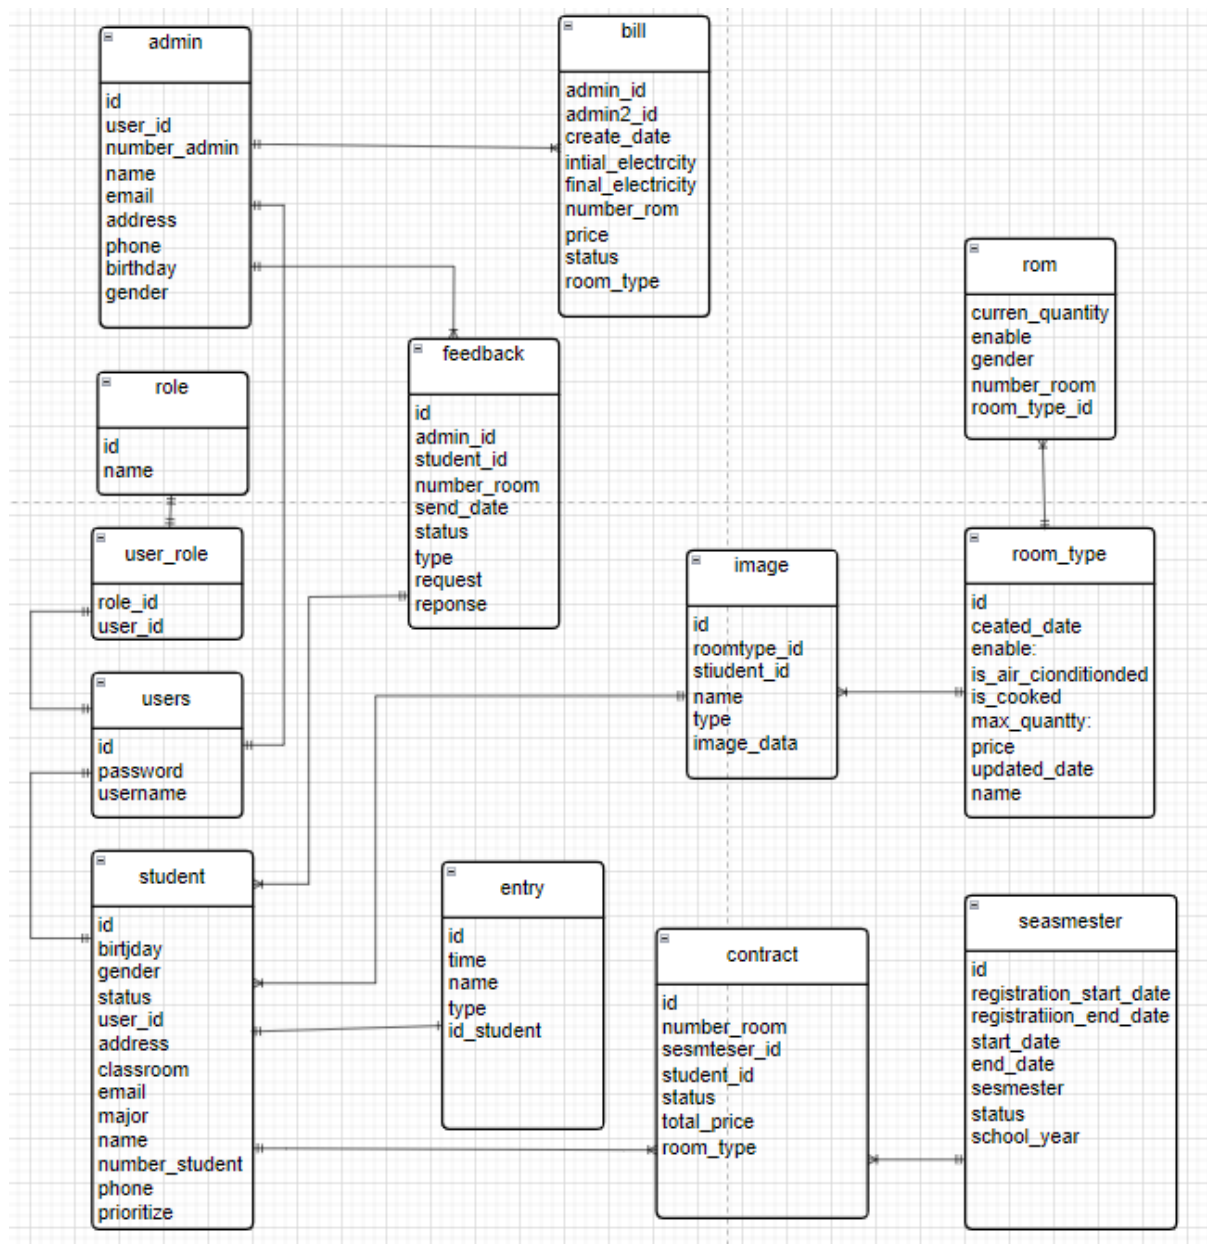 admin
id
user_id
number_admin
name
email
address
phone
birthday
gender
bill
admin_id
admin2_id
create_date
intial_electrcity
final_electricity
number_rom
price
status
room_type
rom
curren_quantity
enable
gender
number_room
room_type_id
role
id
name
feedback
id
admin_id
student_id
number_room
send_date
status
type
request
reponse
user_role
role_id
user_id
image
id
roomtype_id
stiudent_id
name
type
image_data
room_type
id
ceated_date
enable:
is_air_cionditionded
is_cooked
max_quantty:
price
updated_date
name
users
id
password
username
student
id
birtjday
gender
status
user_id
address
classroom
email
major
name
number_student
phone
prioritize
entry
id
time
name
type
id_student
contract
id
number_room
sesmteser_id
student_id
status
total_price
room_type
seasmester
id
registration_start_date
registratiion_end_date
start_date
end_date
sesmester
status
school_year